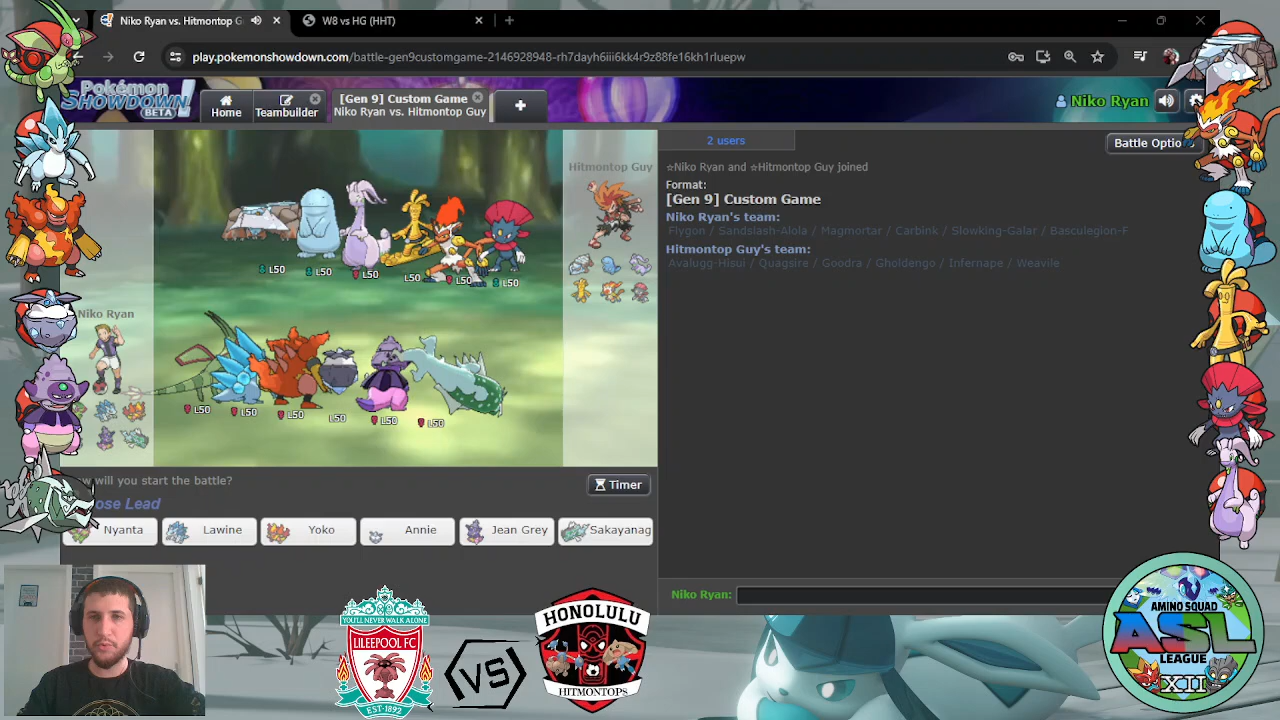 Niko Ryan vs. Hitmontop G
W8 vs HG (HHT)
play.pokemonshowdown.com/battle-gen9customgame-2146928948-rh7dayh6iii6kk4r9z88fe16kh1rluepw
Pokémon
SHOWDOWN!
BETA
Home
Teambuilder
[Gen 9] Custom Game
Niko Ryan vs. Hitmontop Guy
Niko Ryan
2 users
Battle Optio
Hitmontop Guy
☆Niko Ryan and ☆Hitmontop Guy joined
Format:
[Gen 9] Custom Game
Niko Ryan's team:
Flygon / Sandslash-Alola / Magmortar / Carbink / Slowking-Galar / Basculegion-F
Hitmontop Guy's team:
Avalugg-Hisui / Quagsire / Goodra / Gholdengo / Infernape / Weavile
L50 L50 L50 L50 L50 L50
Niko Ryan
L50 L50 L50 L50 L50 L50
ow will you start the battle?
Timer
ose Lead
Nyanta
Lawine
Yoko
Annie
Jean Grey
Sakayanag
Niko Ryan:
YOU'LL NEVER WALK ALONE
LILEEPOOL FC
EST·1892
VS
HONOLULU
HITMONTOPS
AMINO SQUAD
ASL
LEAGUE
XII